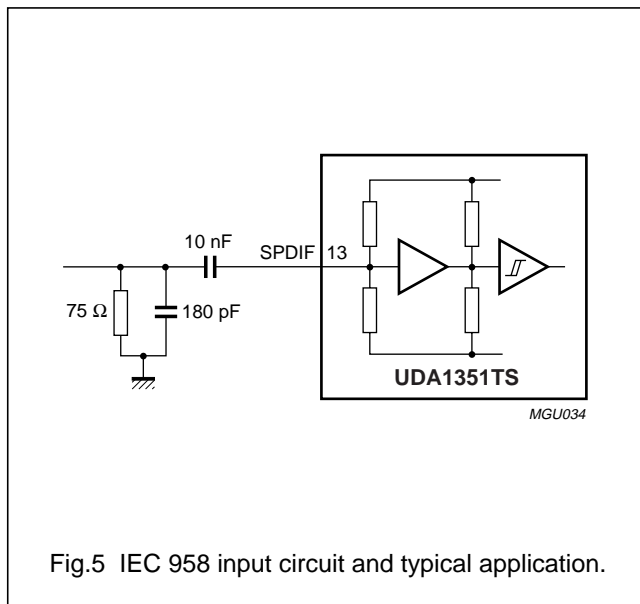 10 nF
SPDIF 13
75 Ω
180 pF
UDA1351TS
MGU034
Fig.5 IEC 958 input circuit and typical application.